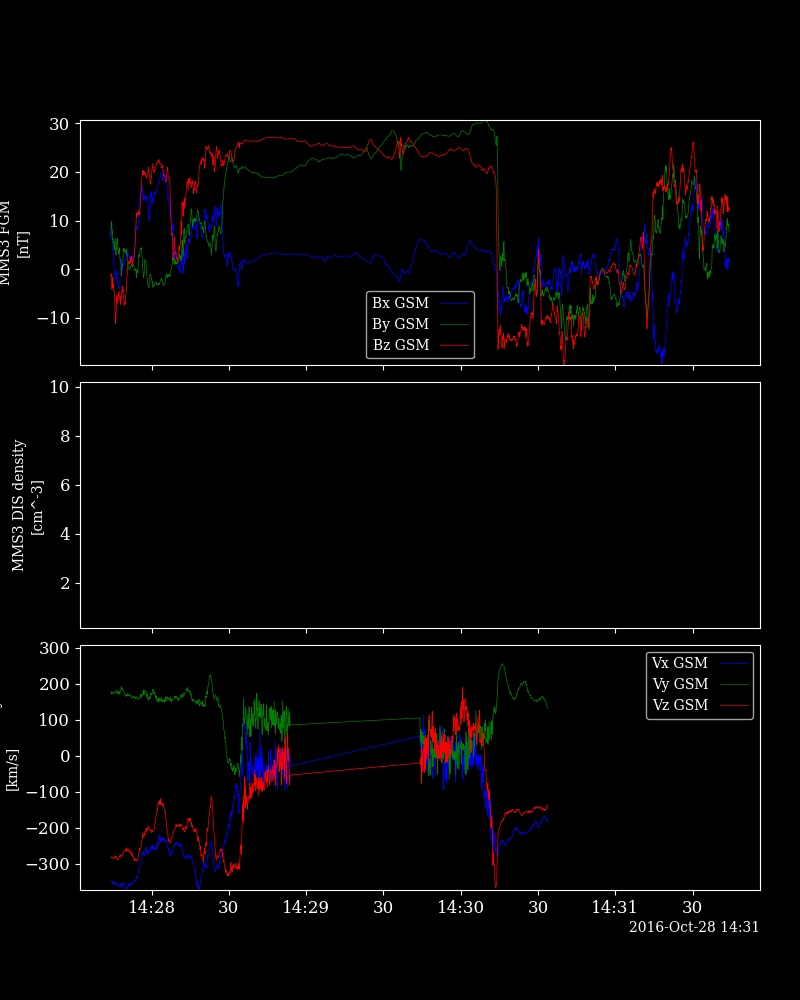 30
20
10
0
−10
MMS3 FGM
[nT]
Bx GSM
By GSM
Bz GSM
10
8
6
4
2
MMS3 DIS density
[cm^-3]
300
200
100
0
−100
−200
−300
[km/s]
Vx GSM
Vy GSM
Vz GSM
14:28 30 14:29 30 14:30 30 14:31 30
2016-Oct-28 14:31